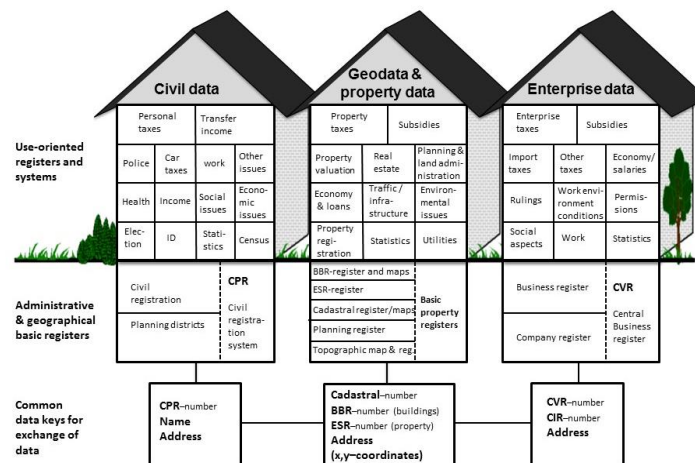 Civil data
Geodata &
property data
Enterprise data
Use-oriented
registers and
systems
Personal
taxes
Transfer
income
Police
Car
taxes
work
Other
issues
Health
Income
Social
issues
Econo-
mic
issues
Elec-
tion
ID
Stati-
stics
Census
Property
taxes
Subsidies
Property
valuation
Real
estate
Planning &
land admi-
nistration
Economy
& loans
Traffic /
infra-
structure
Environ-
mental
issues
Property
regi-
stration
Statistics
Utilities
Enterprise
taxes
Subsidies
Import
taxes
Other
taxes
Economy/
salaries
Rulings
Work envi-
ronment
conditions
Permis-
sions
Social
aspects
Work
Statistics
Administrative
& geographical
basic registers
Civil
registration
Planning districts
CPR
Civil
registra-
tion
system
BBR-register and maps
ESR-register
Cadastral register/maps
Planning register
Topographic map & reg.
Basic
property
registers
Business register
Company register
CVR
Central
Business
register
Common
data keys for
exchange of
data
CPR–number
Name
Address
Cadastral–number
BBR–number (buildings)
ESR–number (property)
Address
(x,y–coordinates)
CVR–number
CIR–number
Address